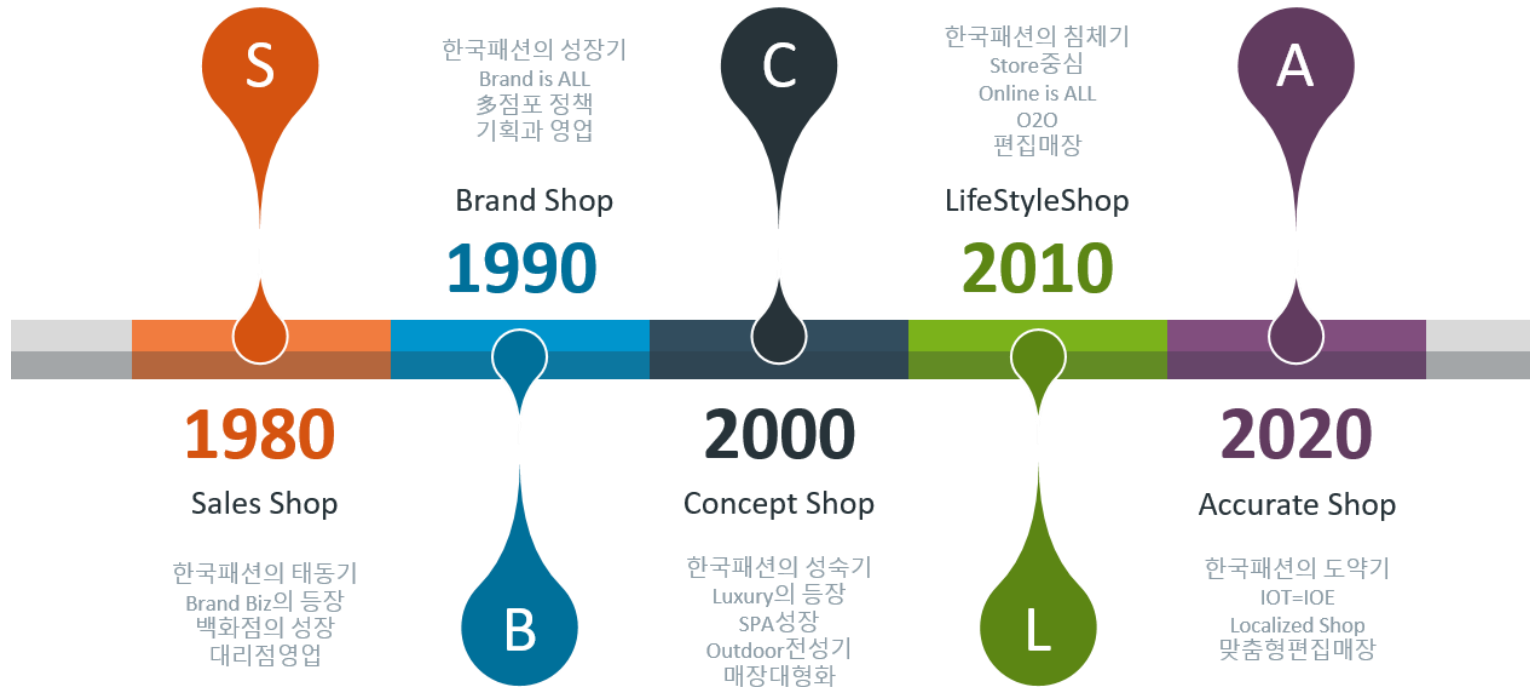 S
1980
Sales Shop
한국패션의 태동기
Brand Biz의 등장
백화점의 성장
대리점영업
한국패션의 성장기
Brand is ALL
多점포 정책
기획과 영업
Brand Shop
1990
B
C
2000
Concept Shop
한국패션의 성숙기
Luxury의 등장
SPA성장
Outdoor전성기
매장대형화
한국패션의 침체기
Store중심
Online is ALL
O2O
편집매장
LifeStyleShop
2010
L
A
2020
Accurate Shop
한국패션의 도약기
IOT=IOE
Localized Shop
맞춤형편집매장